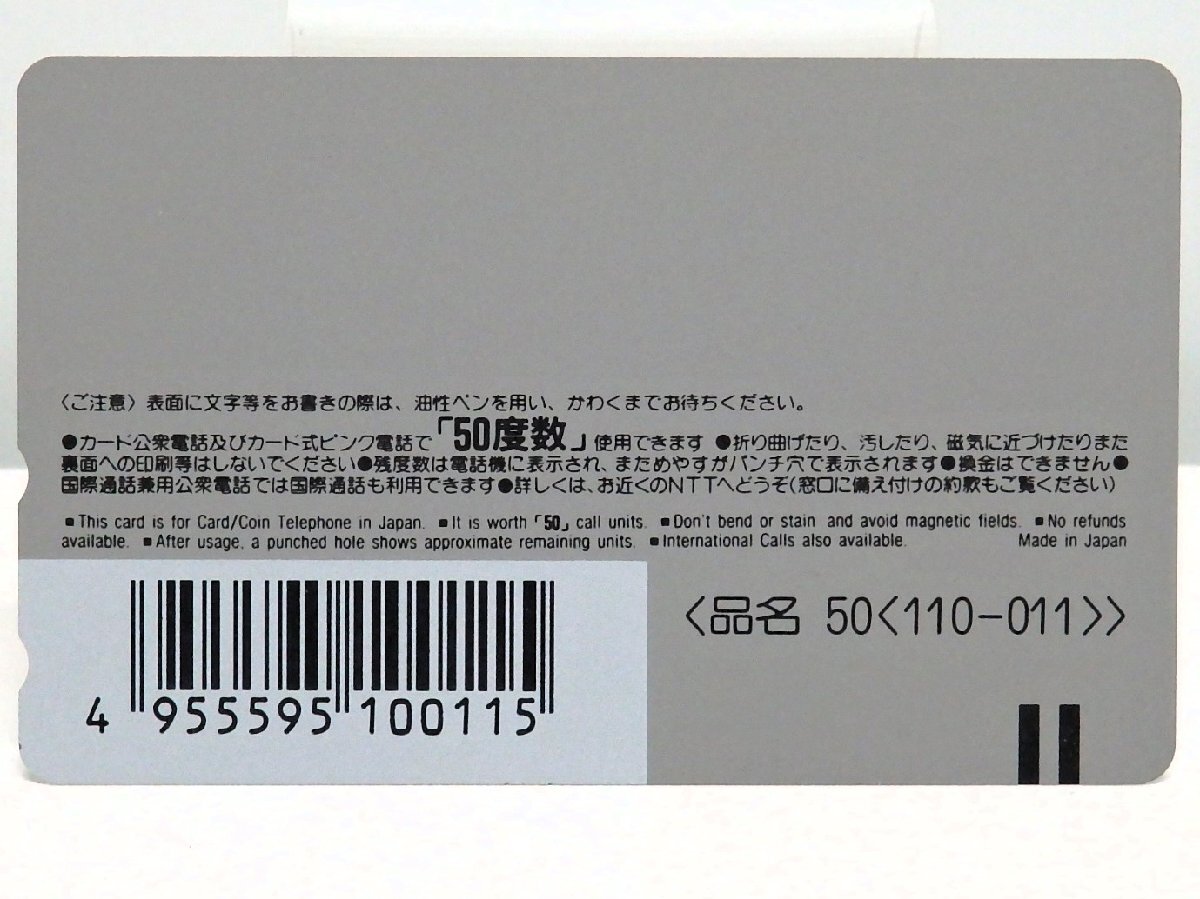 〈ご注意〉表面に文字等をお書きの際は、油性ペンを用い、かわくまでお待ちください。
●カード公衆電話及びカード式ピンク電話で「50度数」使用できます ●折り曲げたり、汚したり、磁気に近づけたりまた
裏面への印刷等はしないでください●残度数は電話機に表示され、まためやすがパンチ穴で表示されます●換金はできません●
国際通話兼用公衆電話では国際通話も利用できます●詳しくは、お近くのNTTへどうぞ(窓口に備え付けの約款もご覧ください)
■This card is for Card/Coin Telephone in Japan. ■It is worth「50」call units. ■Don't bend or stain and avoid magnetic fields. ■No refunds
available. ■After usage, a punched hole shows approximate remaining units. ■International Calls also available. Made in Japan
〈品名 50〈110-011〉〉
4 955595 100115